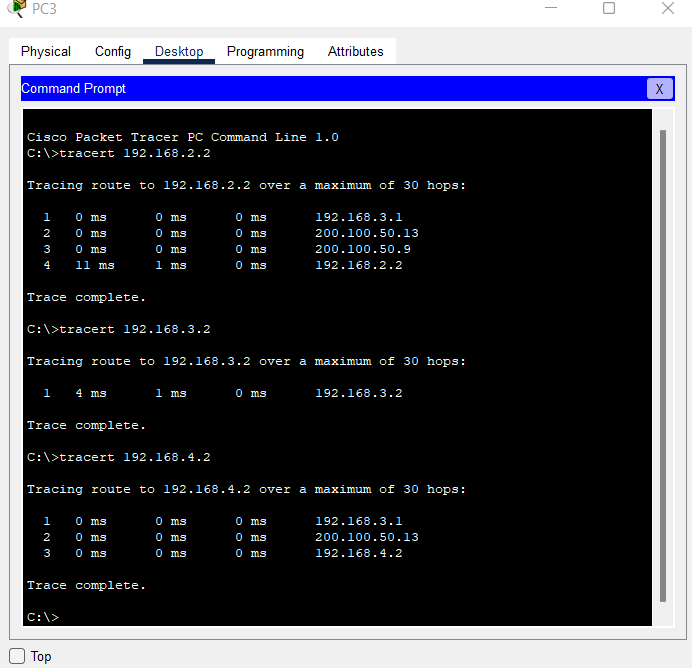 PC3
Physical Config Desktop Programming Attributes
Command Prompt X
Cisco Packet Tracer PC Command Line 1.0
C:\>tracert 192.168.2.2
Tracing route to 192.168.2.2 over a maximum of 30 hops:
1 0 ms 0 ms 0 ms 192.168.3.1
2 0 ms 0 ms 0 ms 200.100.50.13
3 0 ms 0 ms 0 ms 200.100.50.9
4 11 ms 1 ms 0 ms 192.168.2.2
Trace complete.
C:\>tracert 192.168.3.2
Tracing route to 192.168.3.2 over a maximum of 30 hops:
1 4 ms 1 ms 0 ms 192.168.3.2
Trace complete.
C:\>tracert 192.168.4.2
Tracing route to 192.168.4.2 over a maximum of 30 hops:
1 0 ms 0 ms 0 ms 192.168.3.1
2 0 ms 0 ms 0 ms 200.100.50.13
3 0 ms 0 ms 0 ms 192.168.4.2
Trace complete.
C:\>
Top